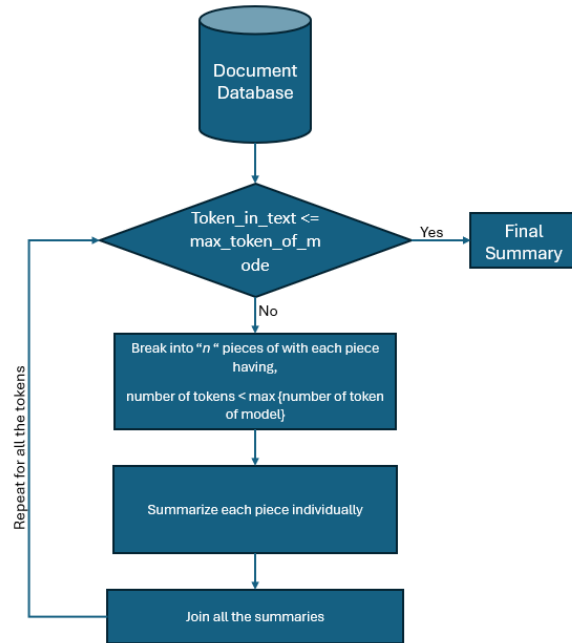 Document
Database
Token_in_text <=
max_token_of_m
ode
Yes
Final
Summary
No
Break into “n “ pieces of with each piece
having,
number of tokens < max {number of token
of model}
Summarize each piece individually
Join all the summaries
Repeat for all the tokens